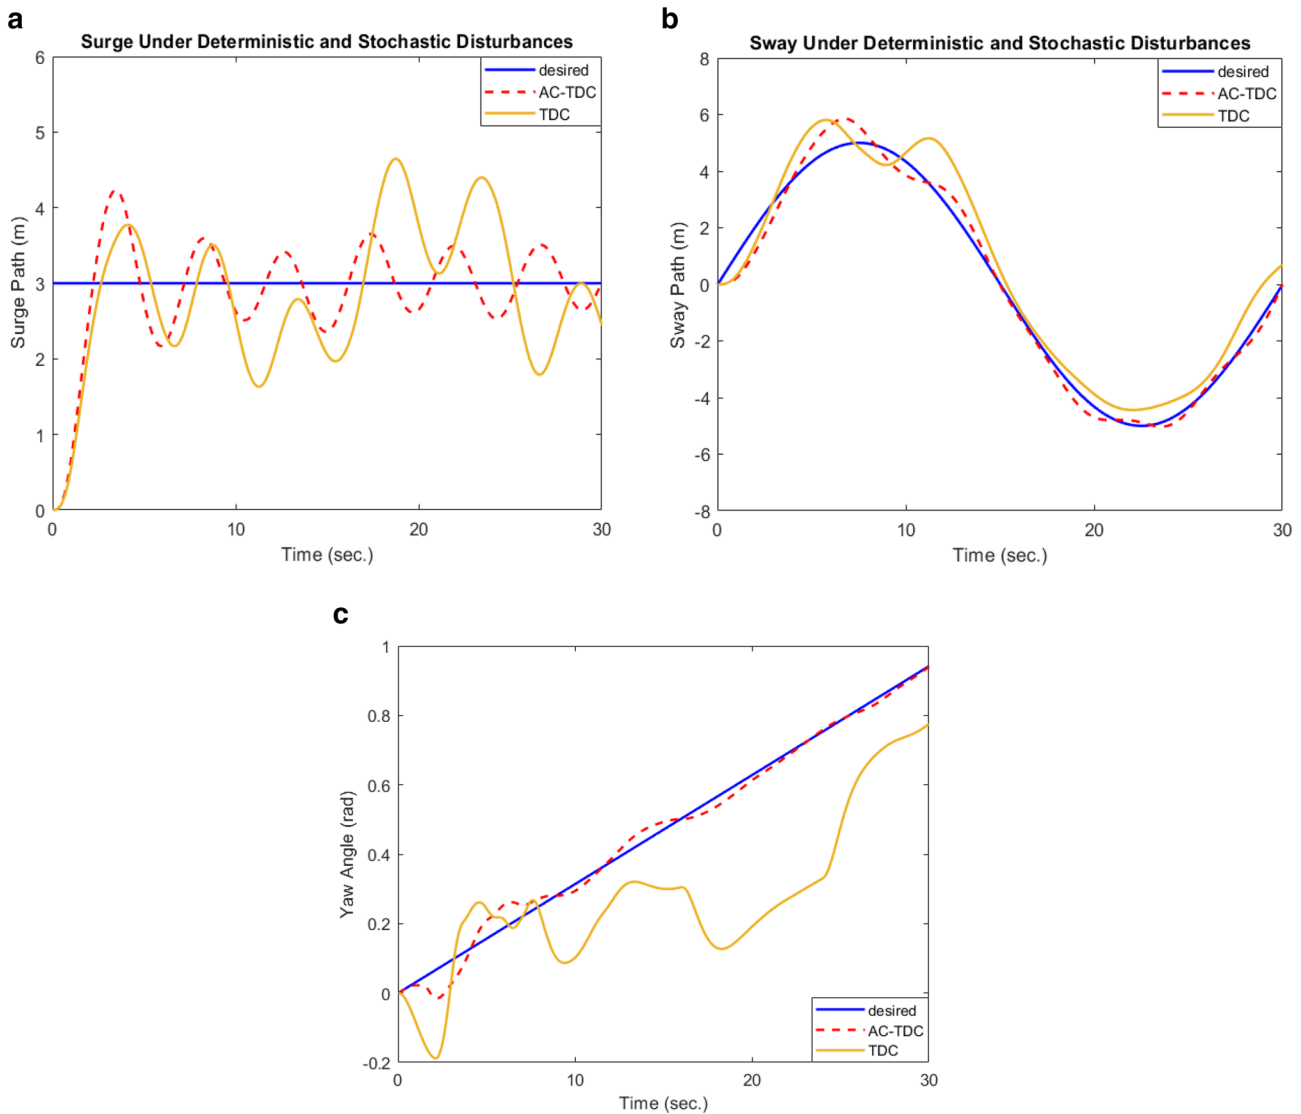 a
Surge Under Deterministic and Stochastic Disturbances
6
5
4
3
2
1
0
0
10
20
30
Surge Path (m)
Time (sec.)
desired
AC-TDC
TDC
b
Sway Under Deterministic and Stochastic Disturbances
8
6
4
2
0
-2
-4
-6
-8
0
10
20
30
Sway Path (m)
Time (sec.)
desired
AC-TDC
TDC
c
1
0.8
0.6
0.4
0.2
0
-0.2
0
10
20
30
Yaw Angle (rad)
Time (sec.)
desired
AC-TDC
TDC